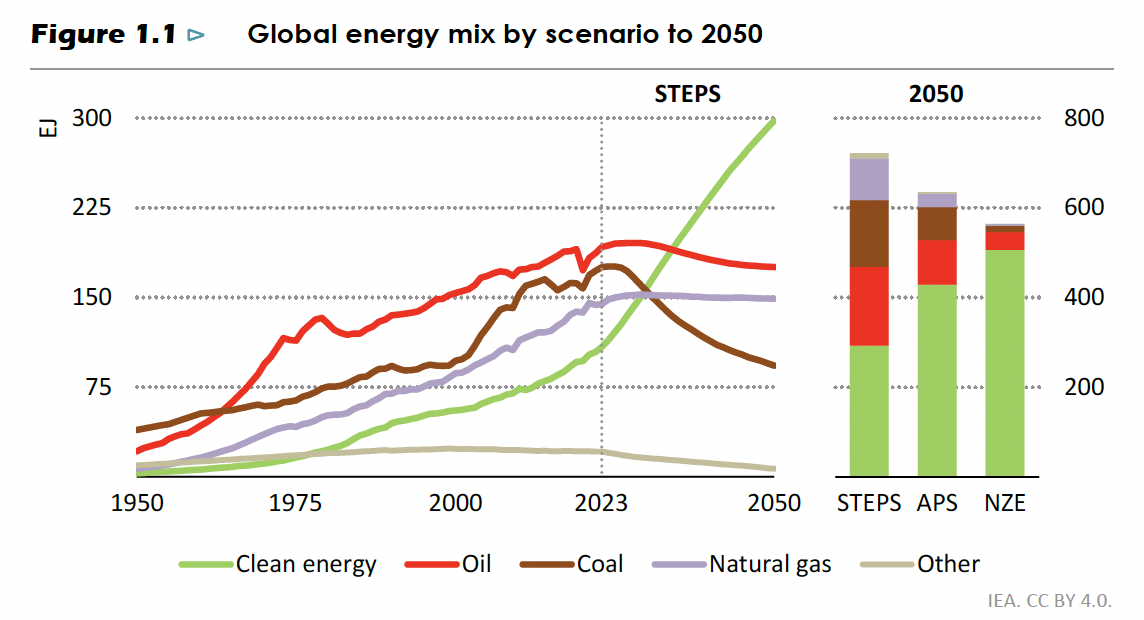 Figure 1.1 ▷ Global energy mix by scenario to 2050
STEPS
2050
EJ
300
225
150
75
1950 1975 2000 2023 2050
800
600
400
200
STEPS APS NZE
Clean energy Oil Coal Natural gas Other
IEA. CC BY 4.0.